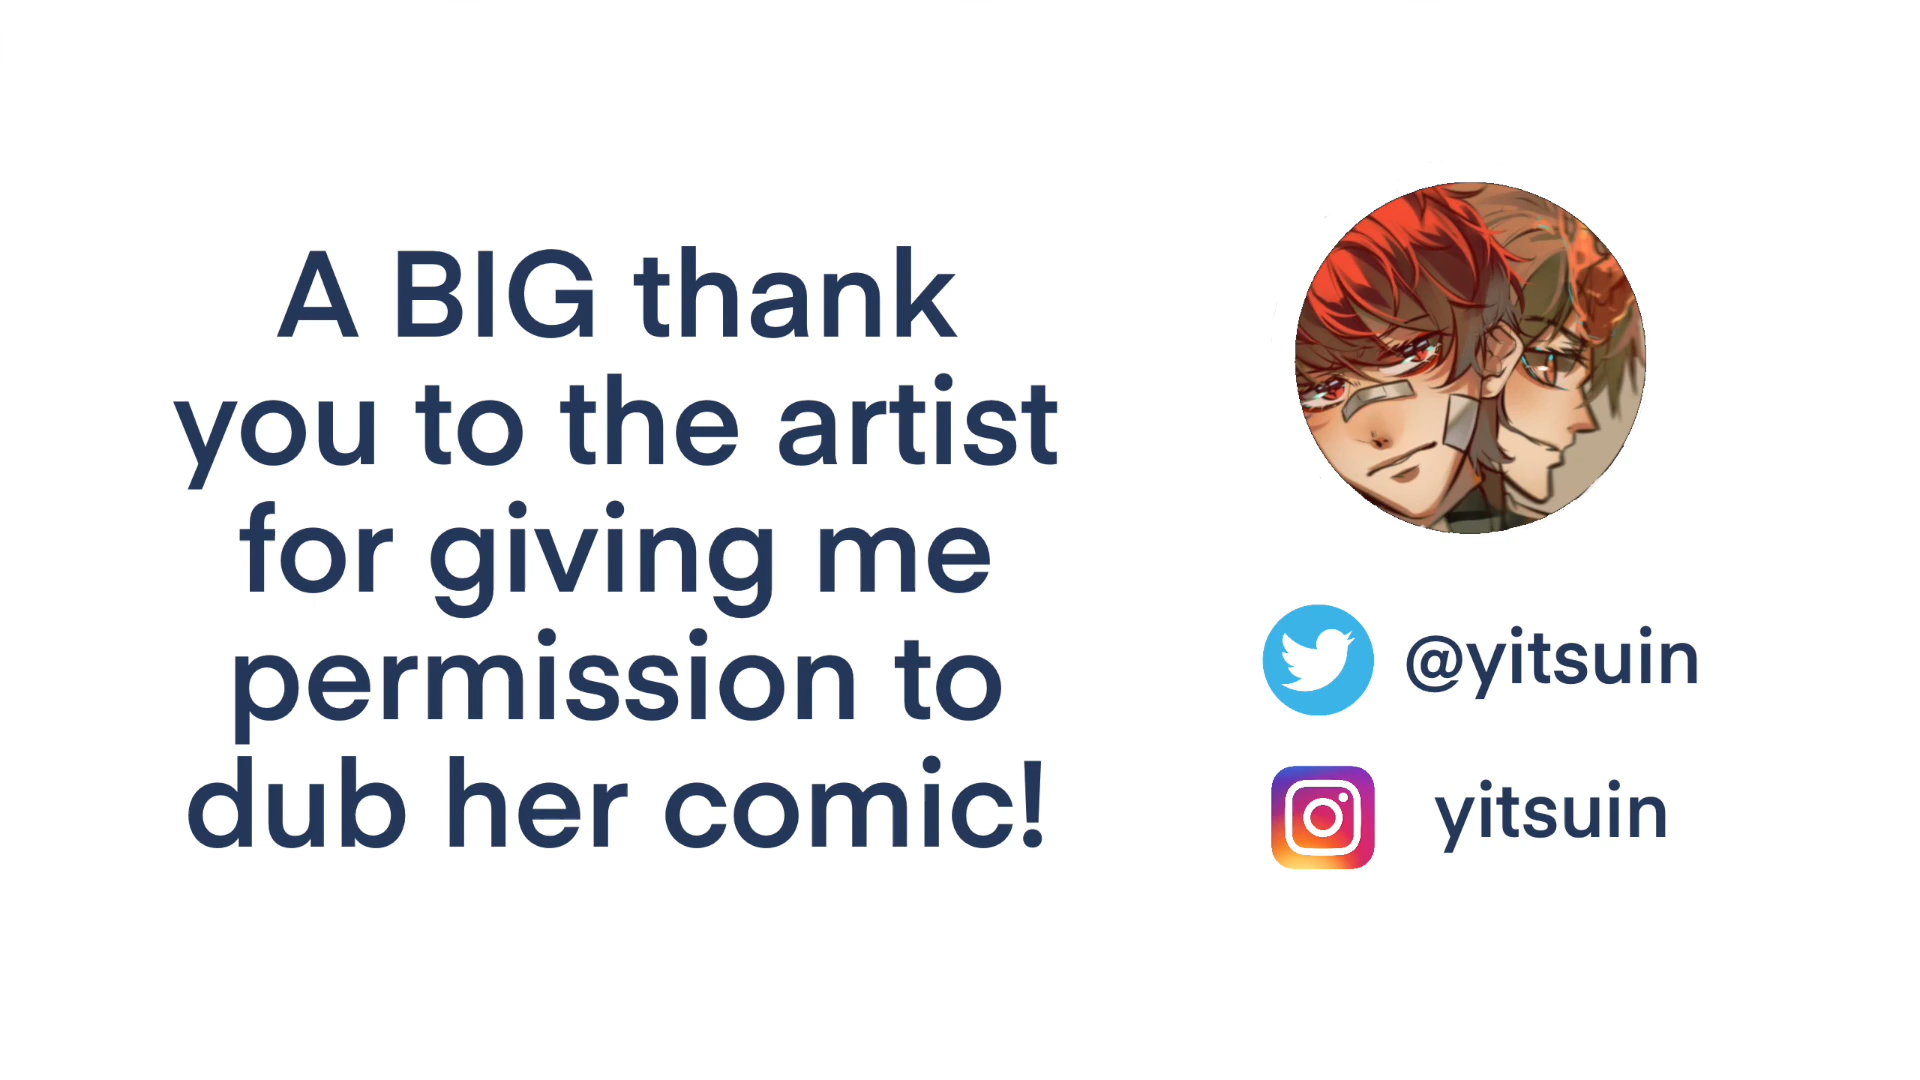 A BIG thank
you to the artist
for giving me
permission to
dub her comic!
@yitsuin
yitsuin